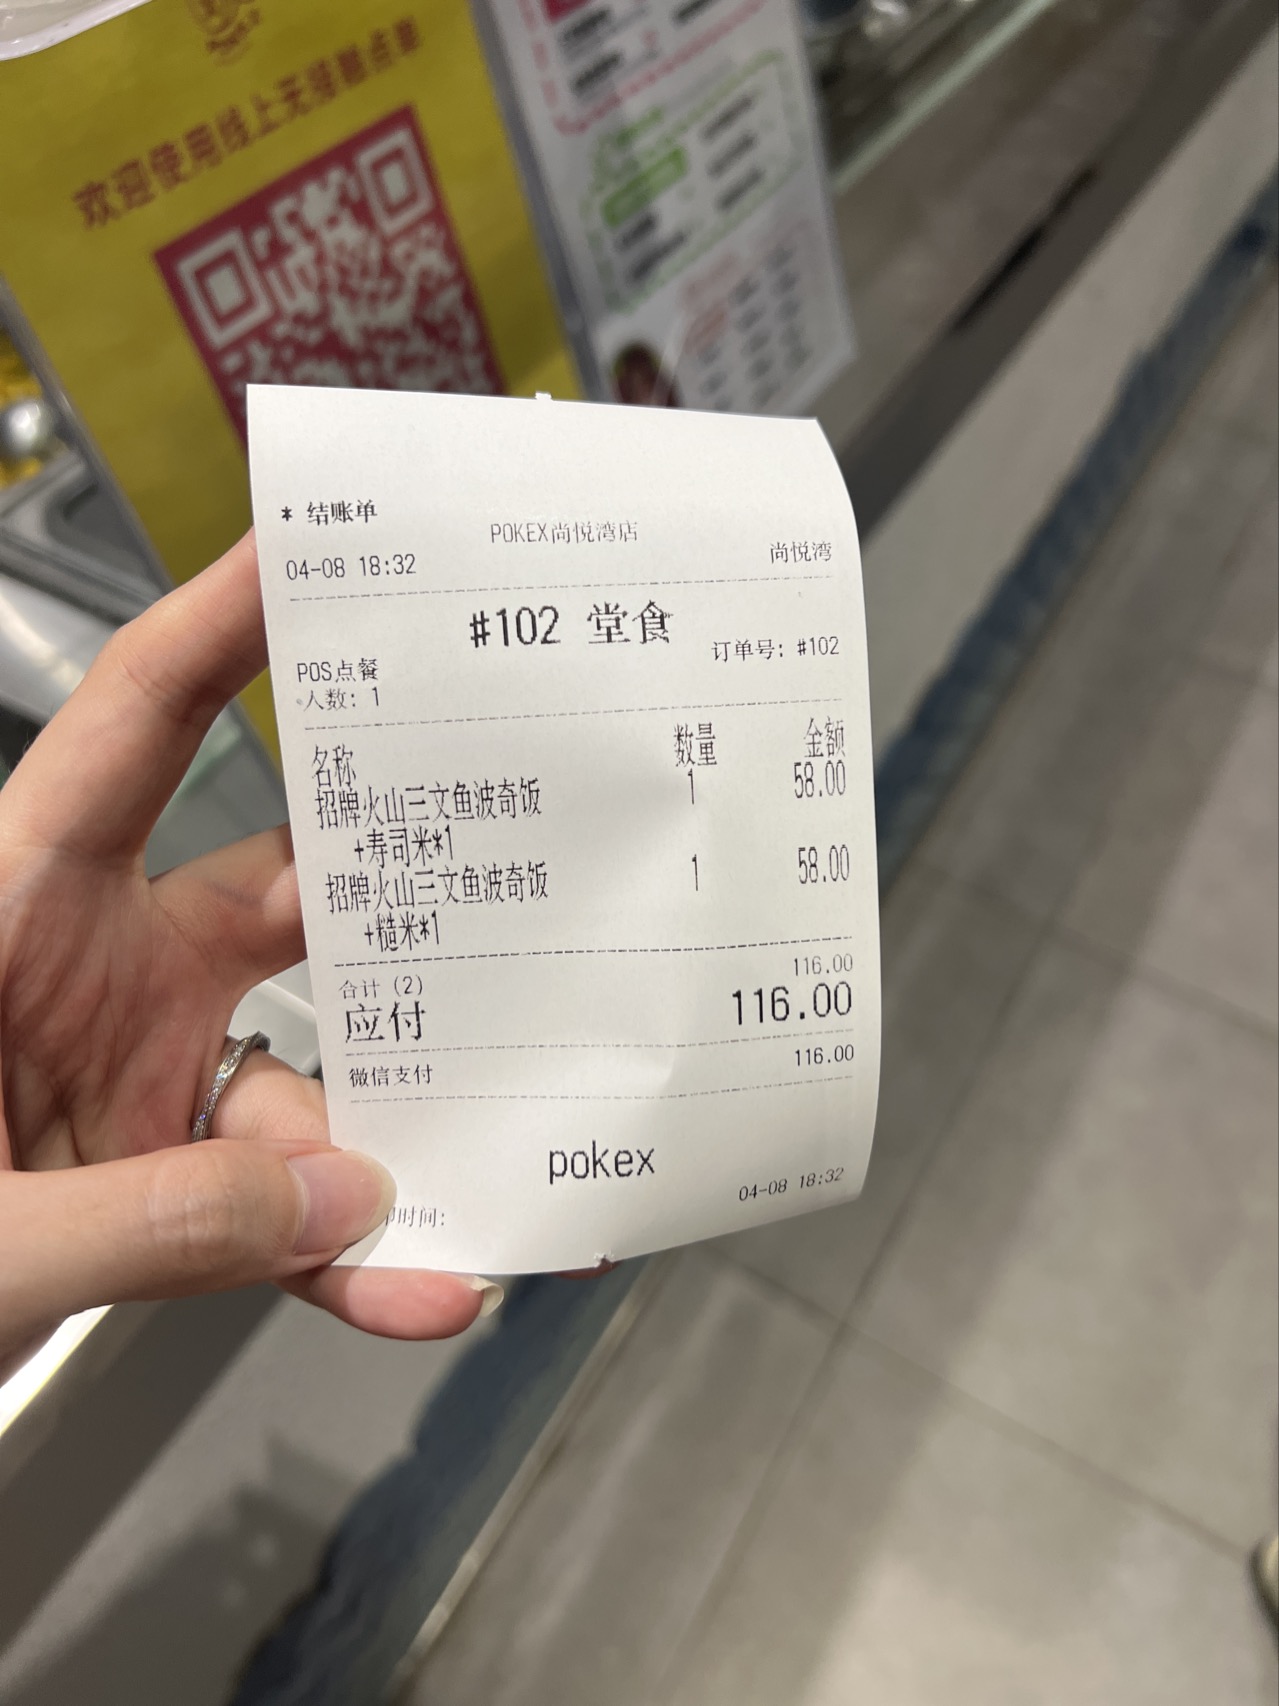 欢迎使用线上无接触点单
* 结账单
POKEX尚悦湾店
04-08 18:32
尚悦湾
#102 堂食
订单号: #102
POS点餐
人数: 1
名称 数量 金额
招牌火山三文鱼波奇饭 1 58.00
+寿司米*1
招牌火山三文鱼波奇饭 1 58.00
+糙米*1
合计 (2) 116.00
应付 116.00
微信支付 116.00
pokex
印时间: 04-08 18:32